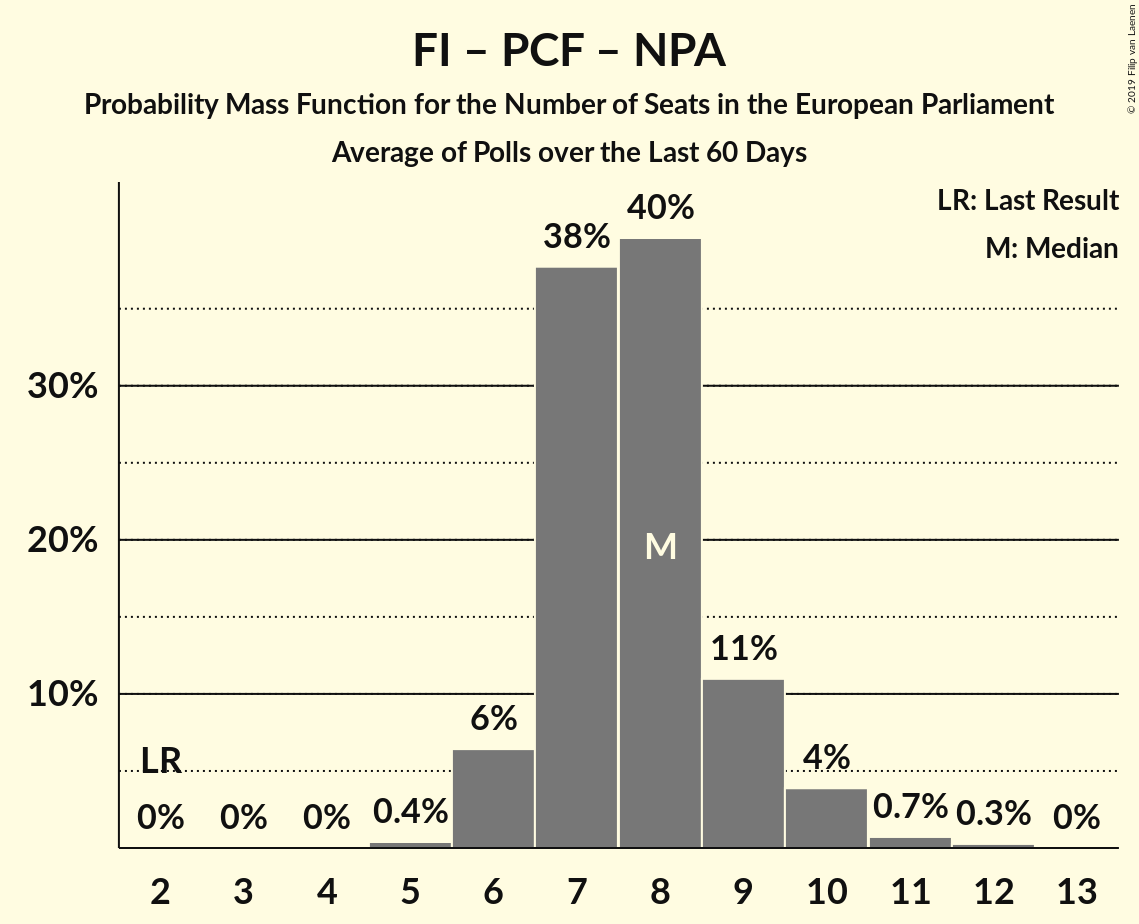 FI – PCF – NPA
Probability Mass Function for the Number of Seats in the European Parliament
Average of Polls over the Last 60 Days
© 2019 Filip van Laenen
LR: Last Result
M: Median
40%
38%
30%
20%
M
11%
10%
6%
LR
4%
0% 0% 0% 0.4% 0.7% 0.3% 0%
2 3 4 5 6 7 8 9 10 11 12 13